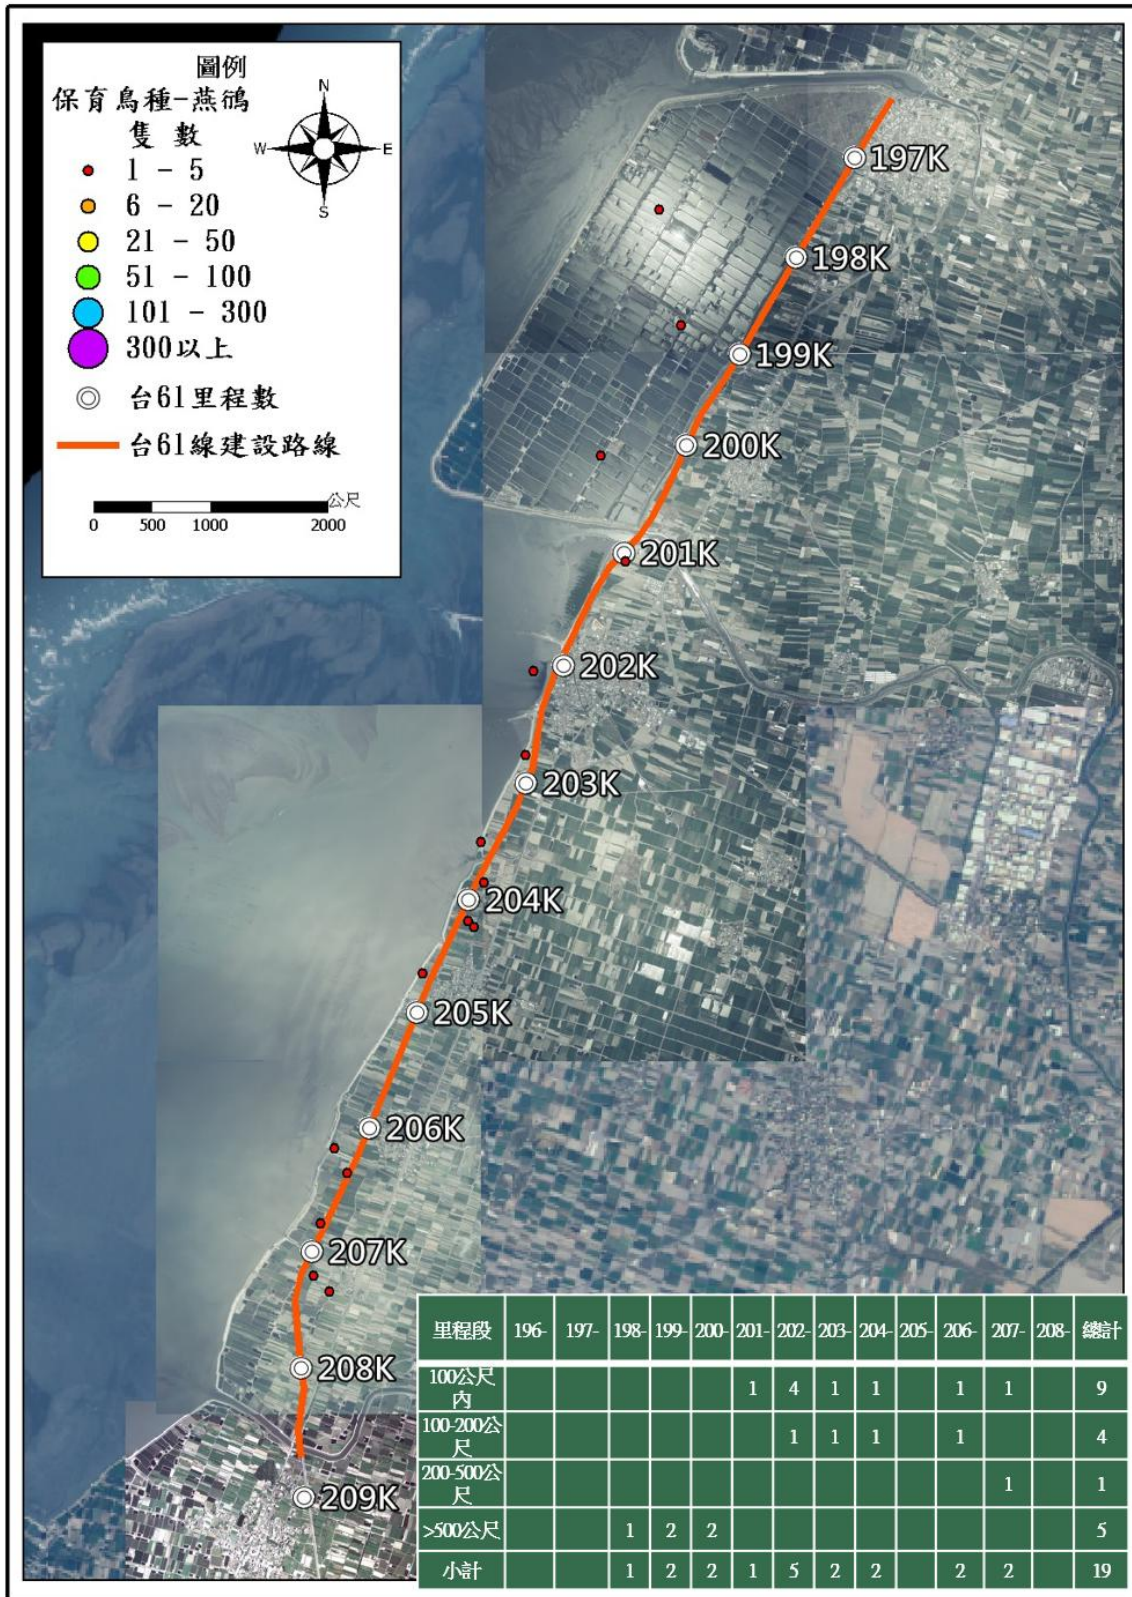 圖例
保育鳥種-燕鴴
隻 數
1 - 5
6 - 20
21 - 50
51 - 100
101 - 300
300以上
台61里程數
台61線建設路線
公尺
0 500 1000 2000
N
W E
S
197K
198K
199K
200K
201K
202K
203K
204K
205K
206K
207K
208K
209K
里程段 196- 197- 198- 199- 200- 201- 202- 203- 204- 205- 206- 207- 208- 總計
100公尺
內 1 4 1 1 1 1 9
100-200公
尺 1 1 1 1 4
200-500公
尺 1 1
>500公尺 1 2 2 5
小計 1 2 2 1 5 2 2 2 2 19